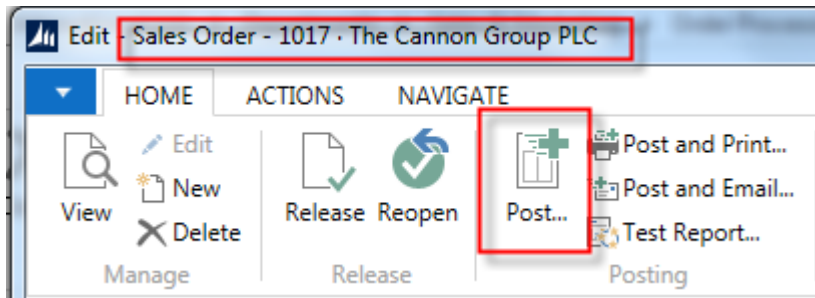 Edit - Sales Order - 1017 · The Cannon Group PLC
HOME ACTIONS NAVIGATE
View
Edit
New
Delete
Manage
Release Reopen
Release
Post...
Post and Print...
Post and Email...
Test Report...
Posting